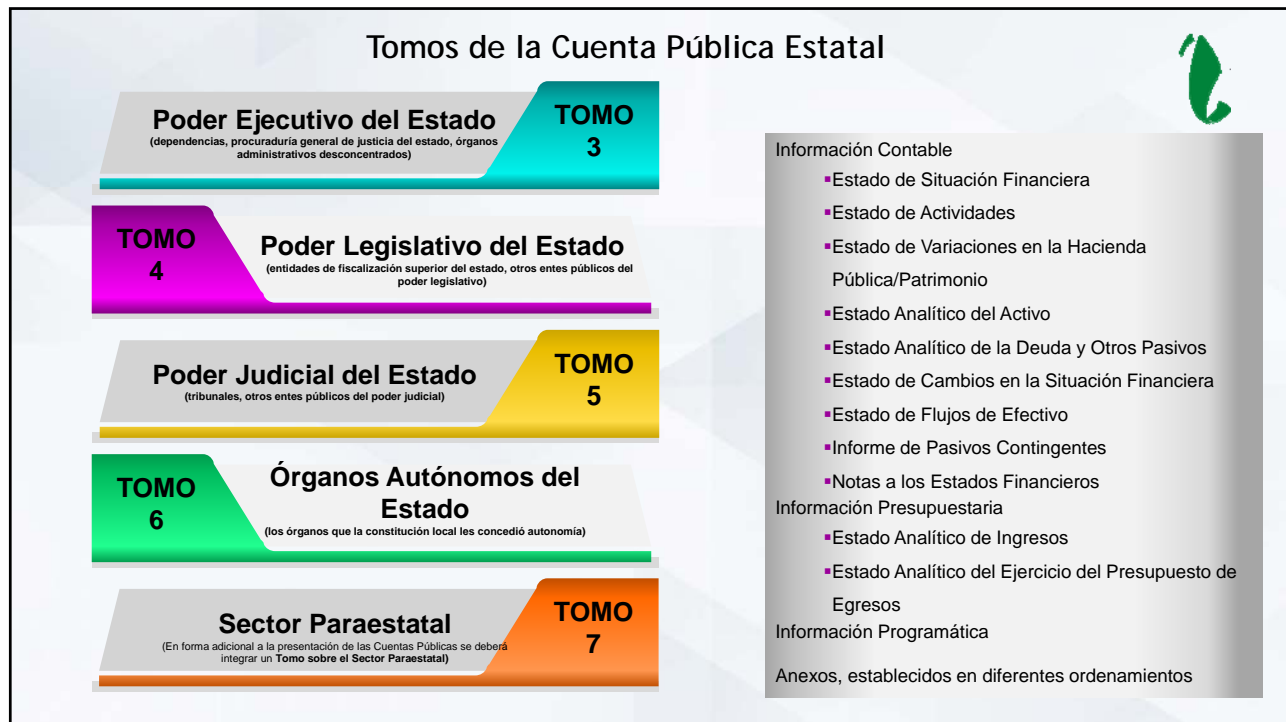 Tomos de la Cuenta Pública Estatal
Poder Ejecutivo del Estado
(dependencias, procuraduría general de justicia del estado, órganos
administrativos desconcentrados)
TOMO
3
TOMO
4
Poder Legislativo del Estado
(entidades de fiscalización superior del estado, otros entes públicos del
poder legislativo)
Poder Judicial del Estado
(tribunales, otros entes públicos del poder judicial)
TOMO
5
TOMO
6
Órganos Autónomos del
Estado
(los órganos que la constitución local les concedió autonomía)
Sector Paraestatal
(En forma adicional a la presentación de las Cuentas Públicas se deberá
integrar un Tomo sobre el Sector Paraestatal)
TOMO
7
Información Contable
▪Estado de Situación Financiera
▪Estado de Actividades
▪Estado de Variaciones en la Hacienda
Pública/Patrimonio
▪Estado Analítico del Activo
▪Estado Analítico de la Deuda y Otros Pasivos
▪Estado de Cambios en la Situación Financiera
▪Estado de Flujos de Efectivo
▪Informe de Pasivos Contingentes
▪Notas a los Estados Financieros
Información Presupuestaria
▪Estado Analítico de Ingresos
▪Estado Analítico del Ejercicio del Presupuesto de
Egresos
Información Programática
Anexos, establecidos en diferentes ordenamientos